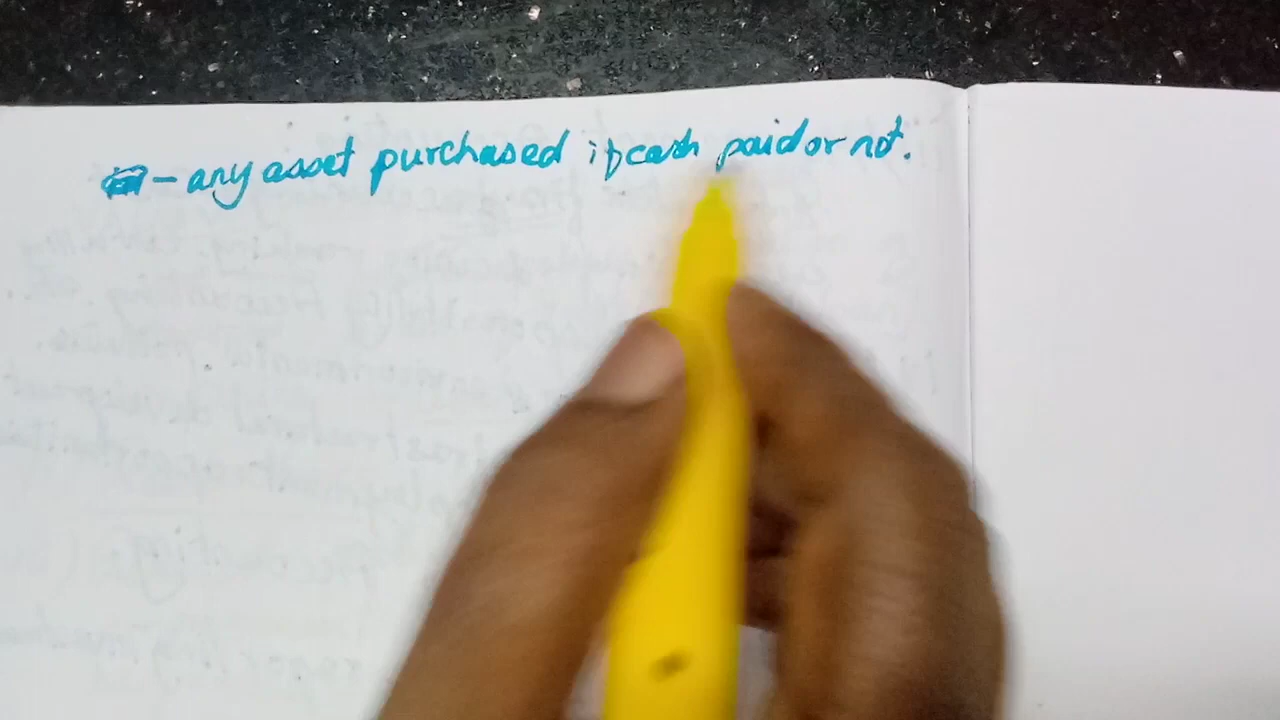 - any asset purchased if cash paid or not.